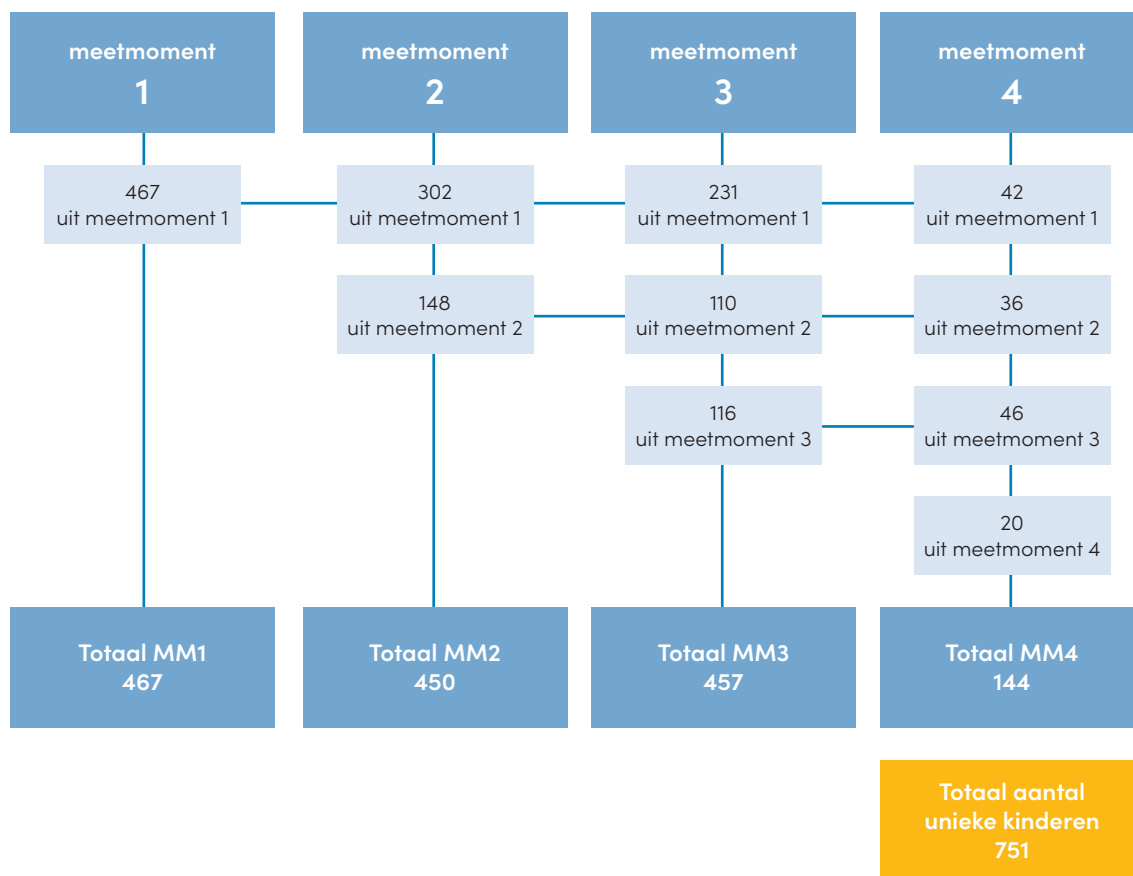 meetmoment
1
meetmoment
2
meetmoment
3
meetmoment
4
467
uit meetmoment 1
302
uit meetmoment 1
231
uit meetmoment 1
42
uit meetmoment 1
148
uit meetmoment 2
110
uit meetmoment 2
36
uit meetmoment 2
116
uit meetmoment 3
46
uit meetmoment 3
20
uit meetmoment 4
Totaal MM1
467
Totaal MM2
450
Totaal MM3
457
Totaal MM4
144
Totaal aantal
unieke kinderen
751